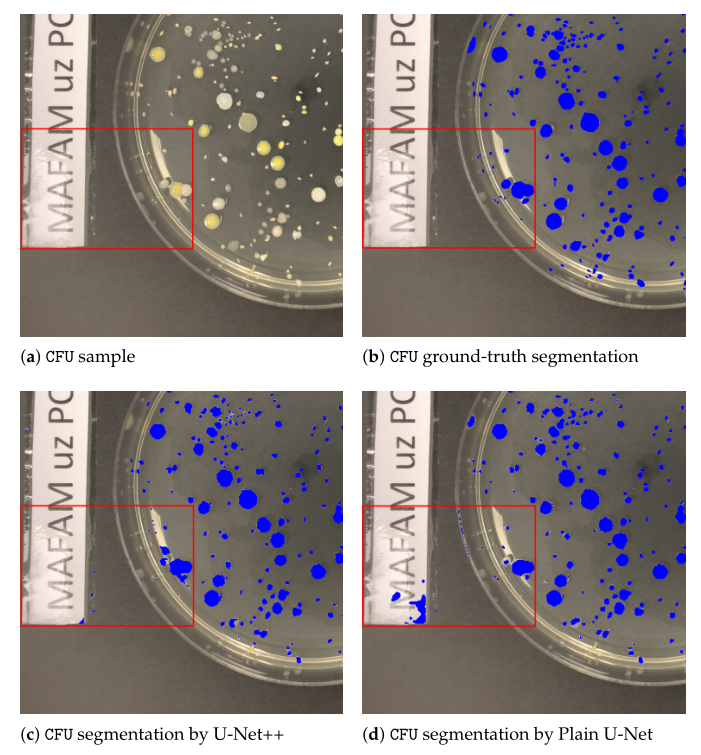 MAFAM uz PC
MAFAM uz PC
(a) CFU sample
(b) CFU ground-truth segmentation
MAFAM uz PC
MAFAM uz PC
(c) CFU segmentation by U-Net++
(d) CFU segmentation by Plain U-Net